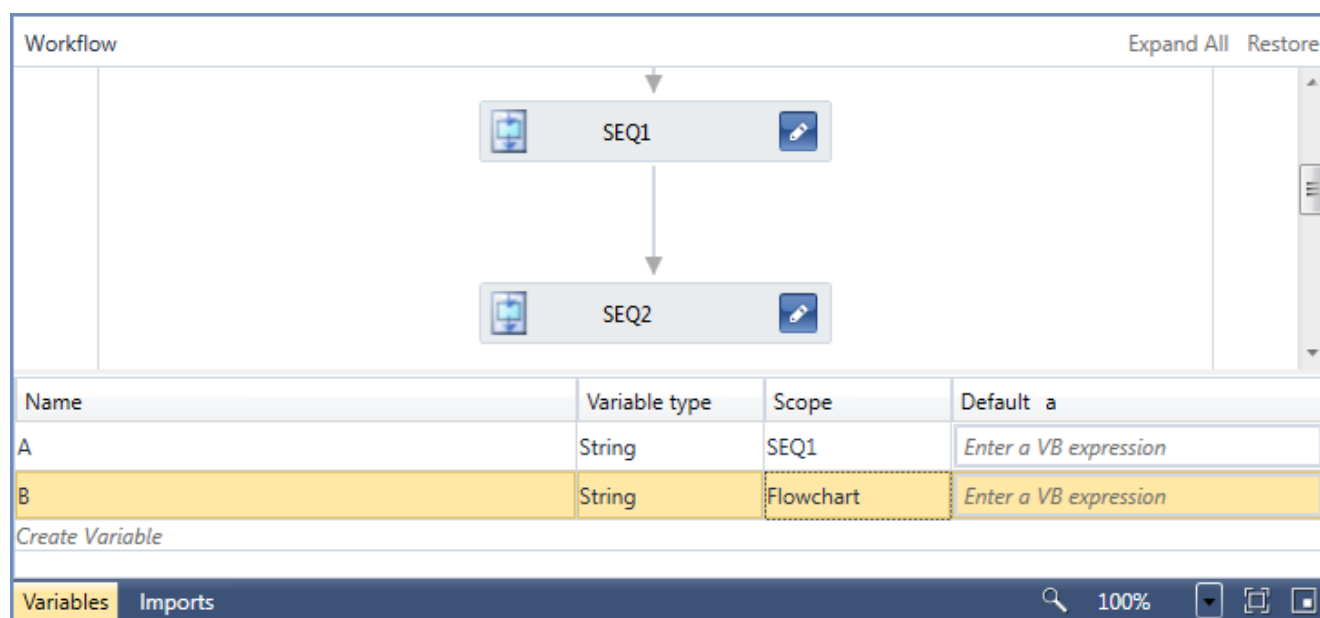 Workflow Expand All Restore
SEQ1
SEQ2
Name Variable type Scope Default a
A String SEQ1 Enter a VB expression
B String Flowchart Enter a VB expression
Create Variable
Variables Imports 100%